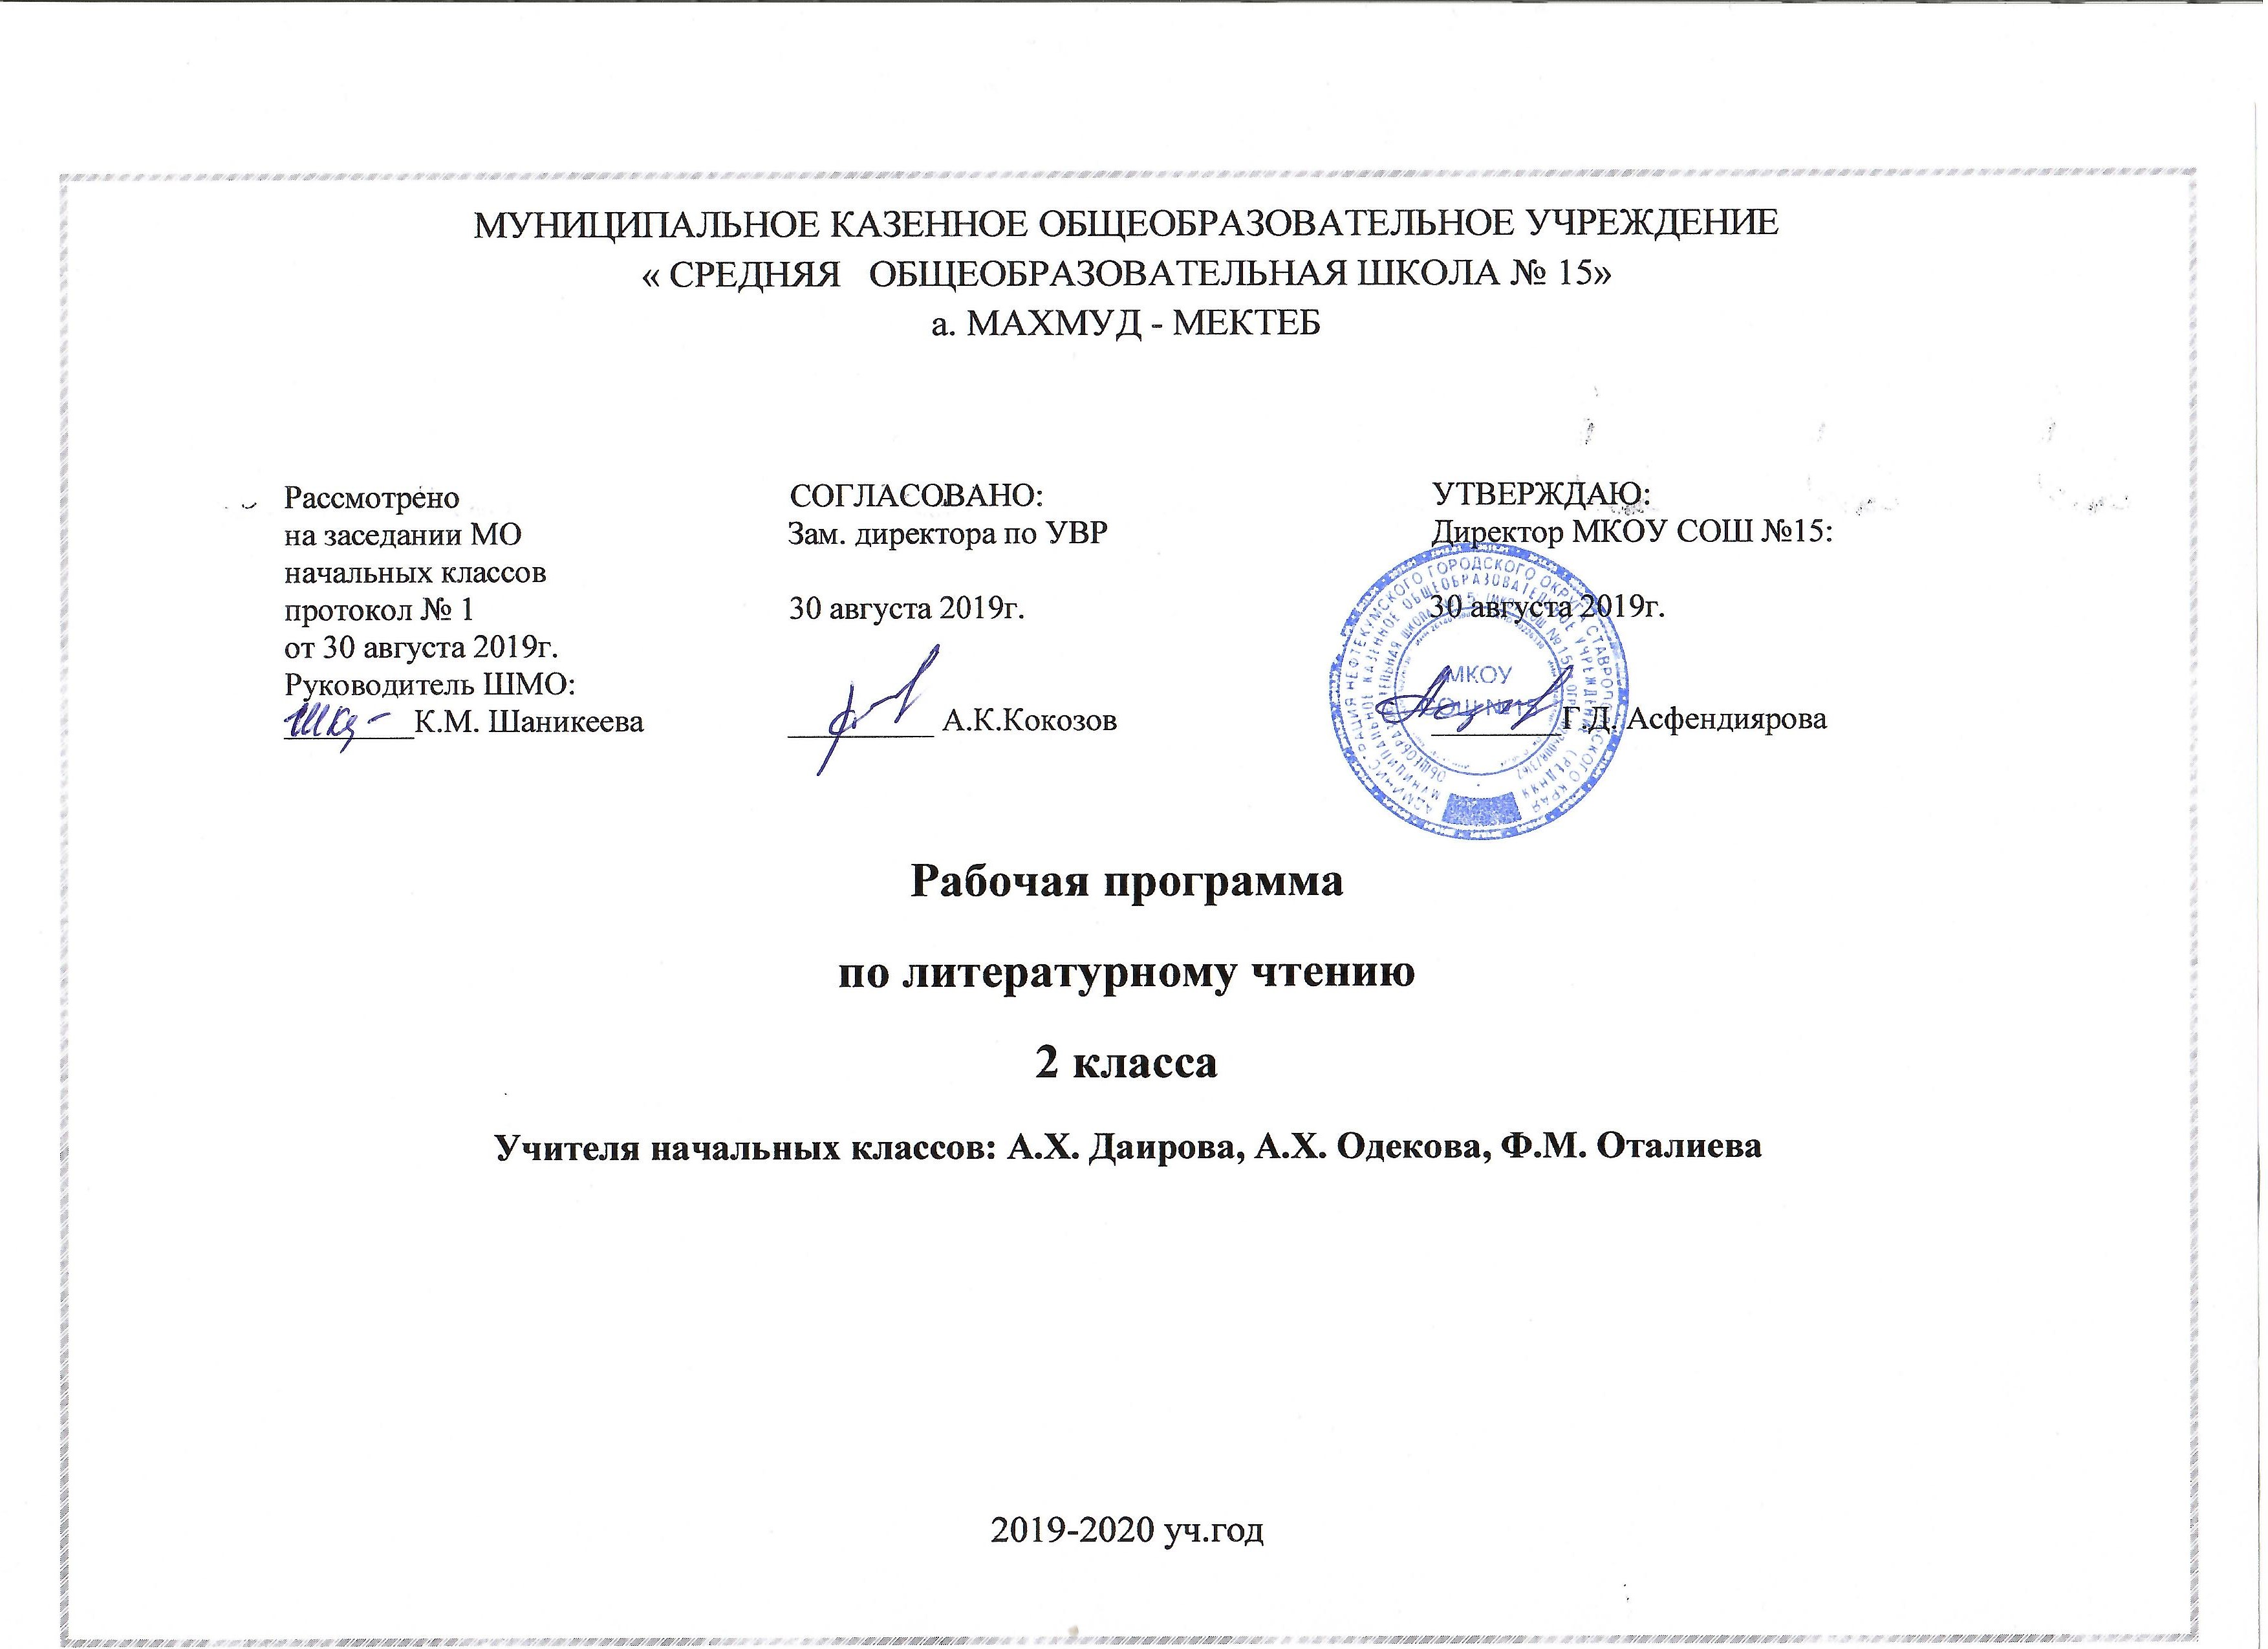 МУНИЦИПАЛЬНОЕ КАЗЕННОЕ ОБЩЕОБРАЗОВАТЕЛЬНОЕ УЧРЕЖДЕНИЕ
« СРЕДНЯЯ ОБЩЕОБРАЗОВАТЕЛЬНАЯ ШКОЛА № 15»
а. МАХМУД - МЕКТЕБ
Рассмотрено
на заседании МО
начальных классов
протокол № 1
от 30 августа 2019г.
Руководитель ШМО:
К.М. Шаникеева
СОГЛАСОВАНО:
Зам. директора по УВР
30 августа 2019г.
А.К.Кокозов
УТВЕРЖДАЮ:
Директор МКОУ СОШ №15:
30 августа 2019г.
Г.Д. Асфендиярова
МКОУ
Рабочая программа
по литературному чтению
2 класса
Учителя начальных классов: А.Х. Даирова, А.Х. Одекова, Ф.М. Оталиева
2019-2020 уч.год